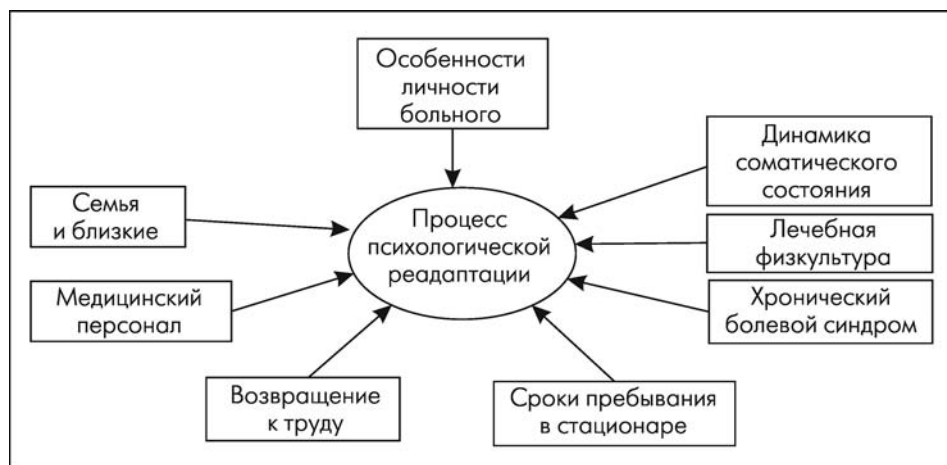 Особенности
личности
больного
Динамика
соматического
состояния
Семья
и близкие
Процесс
психологической
реадаптации
Лечебная
физкультура
Медицинский
персонал
Хронический
болевой синдром
Возвращение
к труду
Сроки пребывания
в стационаре